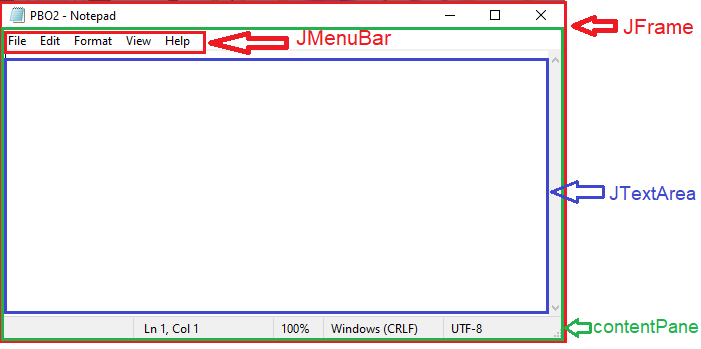 PBO2 - Notepad
JFrame
File Edit Format View Help
JMenuBar
JTextArea
Ln 1, Col 1 100% Windows (CRLF) UTF-8
contentPane